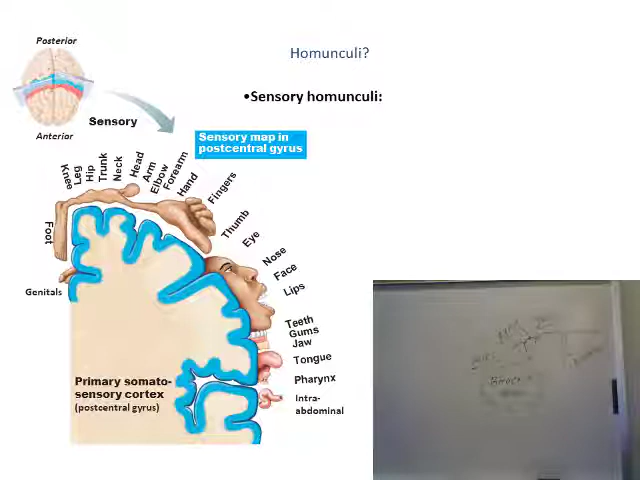 Posterior
Homunculi?
•Sensory homunculi:
Anterior
Sensory
Sensory map in
postcentral gyrus
Foot
Knee
Leg
Hip
Trunk
Neck
Head
Arm
Elbow
Forearm
Hand
Fingers
Thumb
Eye
Nose
Face
Lips
Genitals
Teeth
Gums
Jaw
Tongue
Pharynx
Intra-
abdominal
Primary somato-
sensory cortex
(postcentral gyrus)